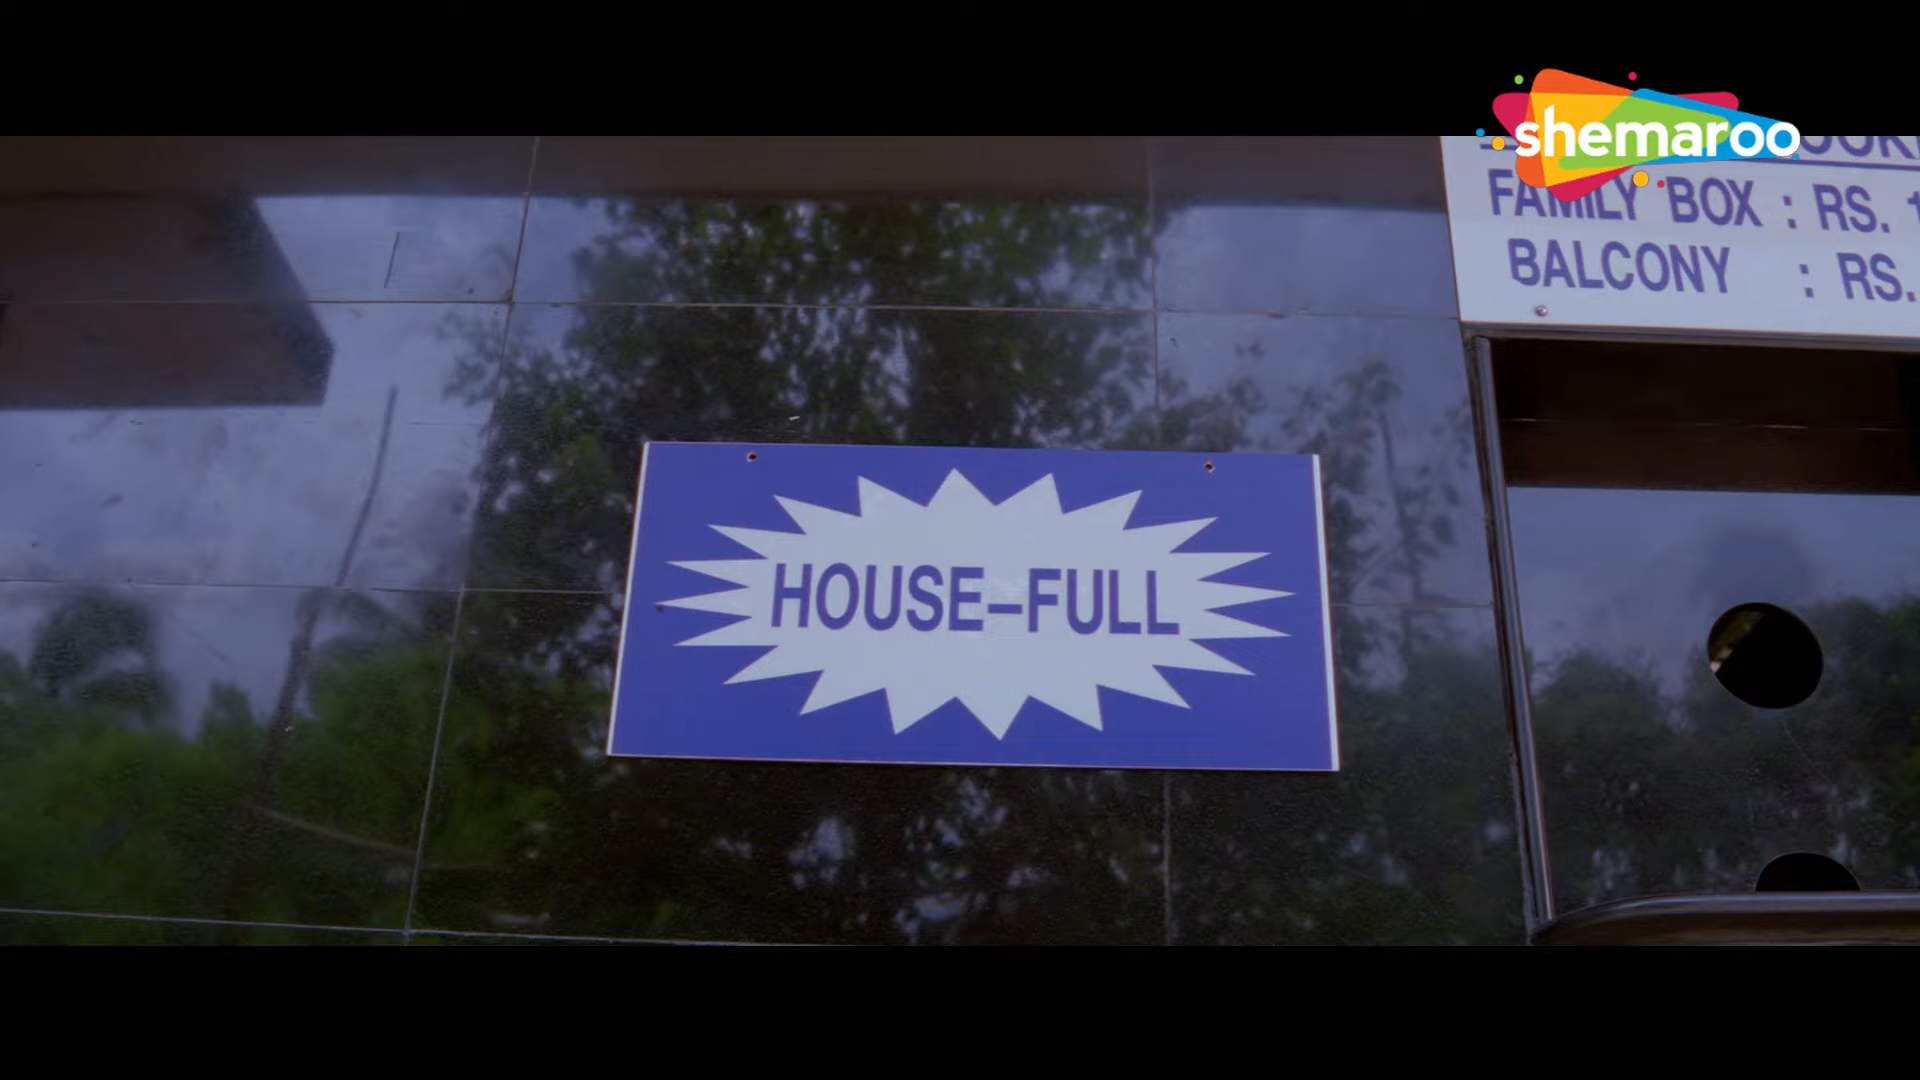 shemaroo
FAMILY BOX : RS.
BALCONY : RS.
HOUSE-FULL